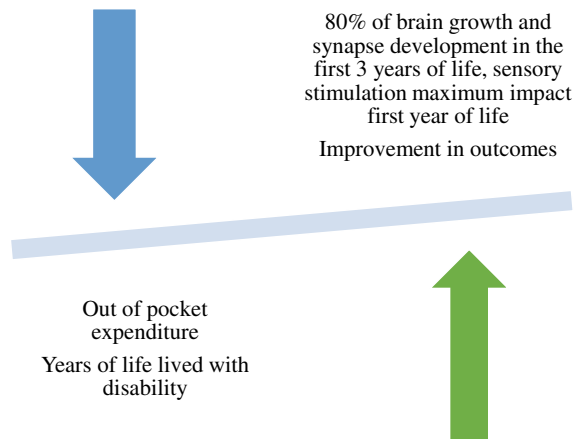 80% of brain growth and
synapse development in the
first 3 years of life, sensory
stimulation maximum impact
first year of life
Improvement in outcomes
Out of pocket
expenditure
Years of life lived with
disability